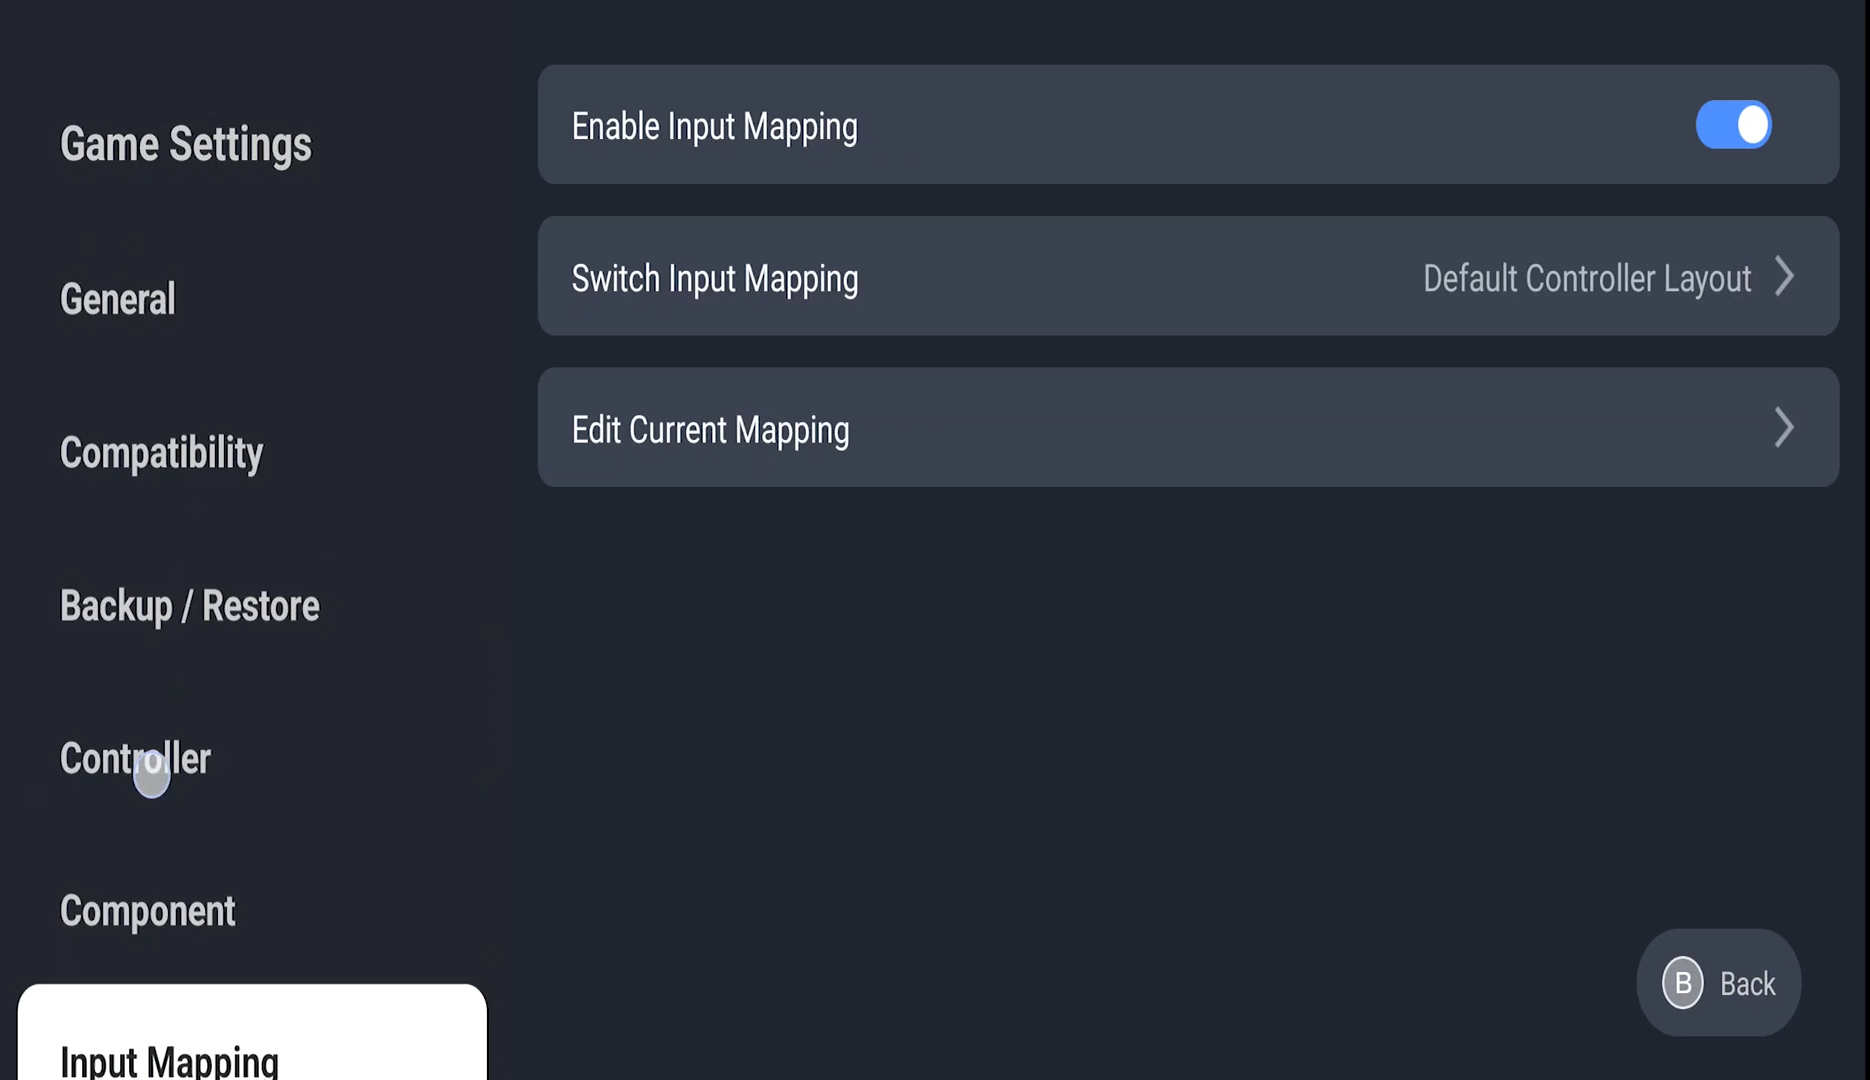 Game Settings
General
Compatibility
Backup / Restore
Controller
Component
Input Mapping
Enable Input Mapping
Switch Input Mapping
Default Controller Layout
Edit Current Mapping
B Back